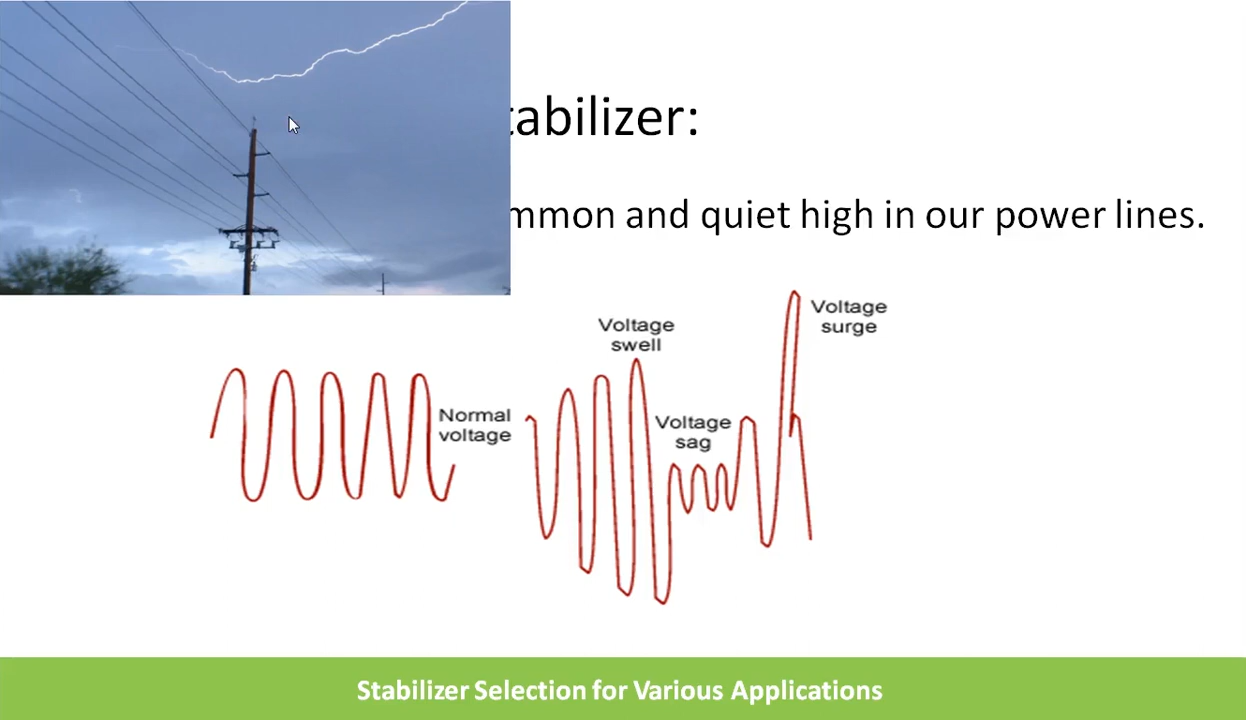 tabilizer:
mmon and quiet high in our power lines.
Voltage
surge
Voltage
swell
Normal
voltage
Voltage
sag
Stabilizer Selection for Various Applications